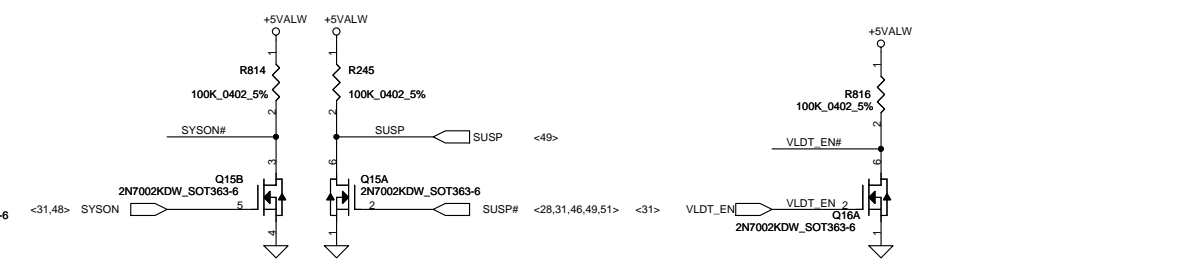 +5VALW
+5VALW
+5VALW
1
1
1
R814
R245
R816
100K_0402_5%
100K_0402_5%
100K_0402_5%
2
2
2
SYSON#
SUSP
SUSP
<49>
VLDT_EN#
3
6
6
Q15B
2N7002KDW_SOT363-6
Q15A
2N7002KDW_SOT363-6
-6
<31,48>
SYSON
5
2
SUSP#
<28,31,46,49,51>
<31>
VLDT_EN
VLDT_EN
2
Q16A
2N7002KDW_SOT363-6
4
1
1